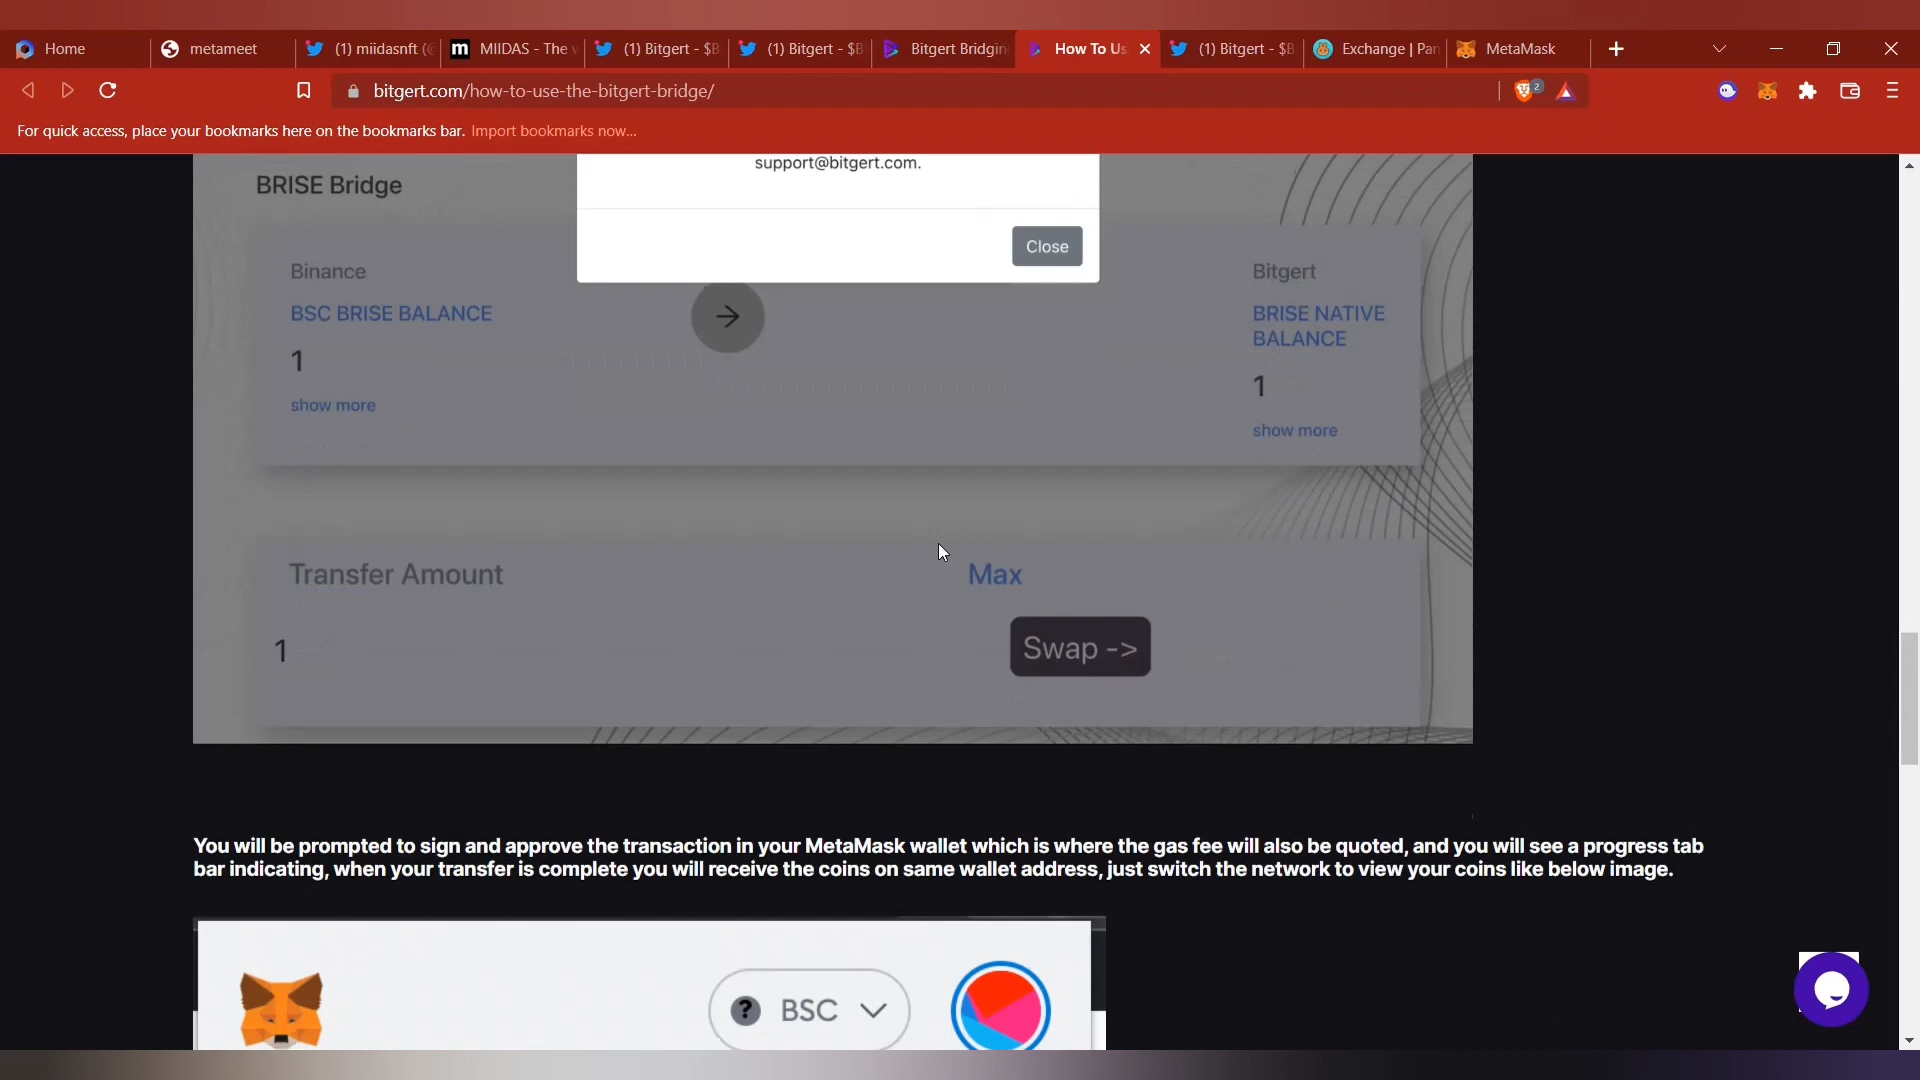 Home
metameet
(1) miidasnft (@
MIIDAS - The w
(1) Bitgert - $B
(1) Bitgert - $B
Bitgert Bridgin
How To Us
(1) Bitgert - $B
Exchange | Pan
MetaMask
bitgert.com/how-to-use-the-bitgert-bridge/
2
For quick access, place your bookmarks here on the bookmarks bar. Import bookmarks now...
support@bitgert.com.
BRISE Bridge
Close
Binance
Bitgert
BSC BRISE BALANCE
BRISE NATIVE
BALANCE
1
1
show more
show more
Transfer Amount
Max
1
Swap ->
You will be prompted to sign and approve the transaction in your MetaMask wallet which is where the gas fee will also be quoted, and you will see a progress tab
bar indicating, when your transfer is complete you will receive the coins on same wallet address, just switch the network to view your coins like below image.
? BSC